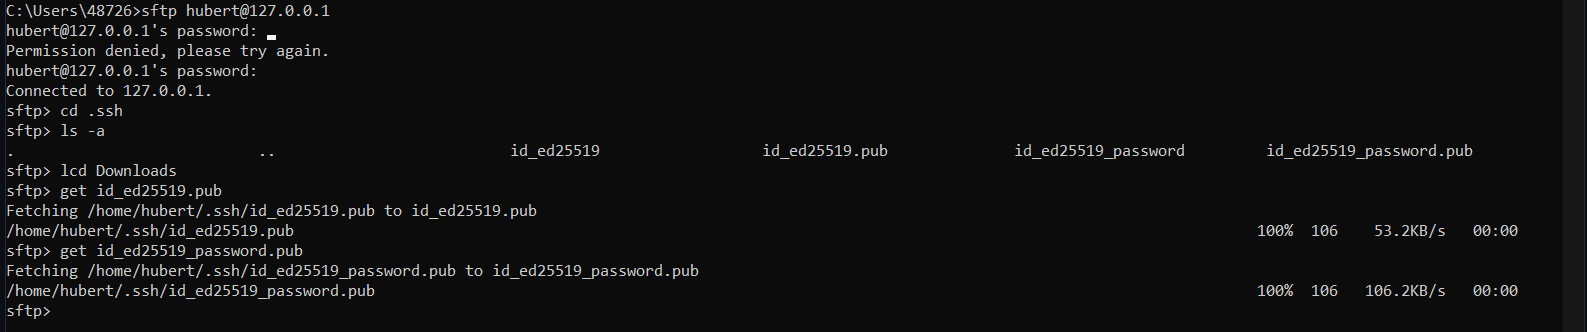 C:\Users\48726>sftp hubert@127.0.0.1
hubert@127.0.0.1's password:
Permission denied, please try again.
hubert@127.0.0.1's password:
Connected to 127.0.0.1.
sftp> cd .ssh
sftp> ls -a
. .. id_ed25519 id_ed25519.pub id_ed25519_password id_ed25519_password.pub
sftp> lcd Downloads
sftp> get id_ed25519.pub
Fetching /home/hubert/.ssh/id_ed25519.pub to id_ed25519.pub
/home/hubert/.ssh/id_ed25519.pub 100% 106 53.2KB/s 00:00
sftp> get id_ed25519_password.pub
Fetching /home/hubert/.ssh/id_ed25519_password.pub to id_ed25519_password.pub
/home/hubert/.ssh/id_ed25519_password.pub 100% 106 106.2KB/s 00:00
sftp>